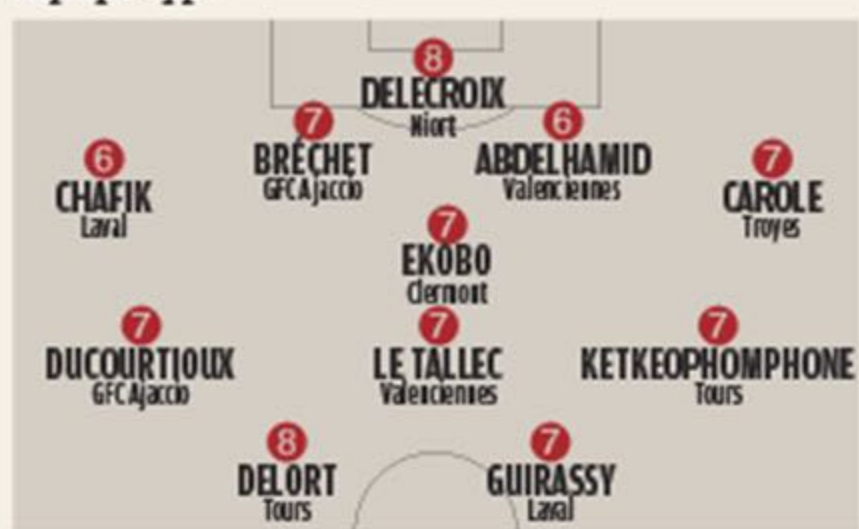 8
DELECROIX
Niort
7
BRÉCHET
GFC Ajaccio
6
ABDELHAMID
Valenciennes
6
CHAFIK
Laval
7
CAROLE
Troyes
7
EKOBO
Clermont
7
DUCOURTIOUX
GFC Ajaccio
7
LE TALLEC
Valenciennes
7
KETKEOPHOMPHONE
Tours
8
DELORT
Tours
7
GUIRASSY
Laval